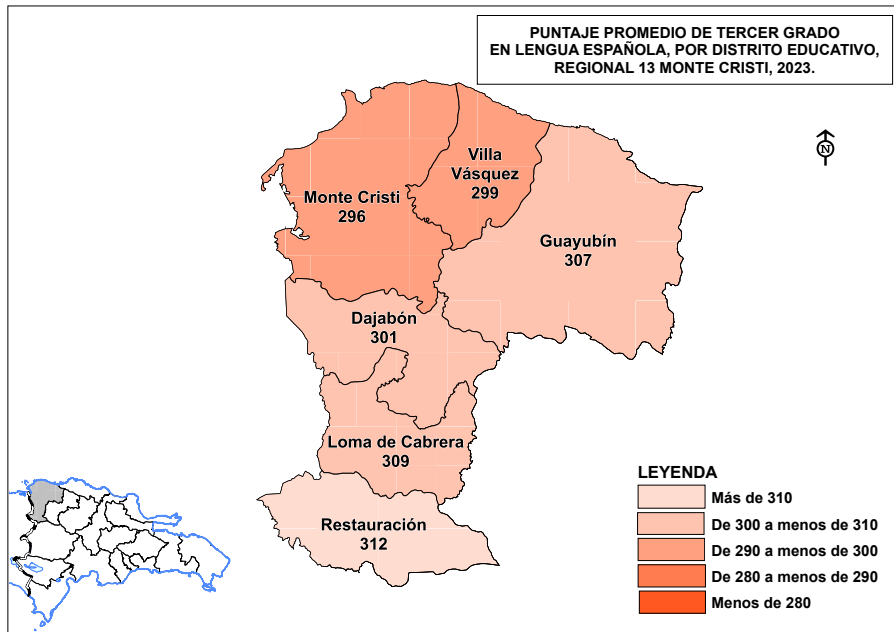 PUNTAJE PROMEDIO DE TERCER GRADO
EN LENGUA ESPAÑOLA, POR DISTRITO EDUCATIVO,
REGIONAL 13 MONTE CRISTI, 2023.
N
Villa
Vásquez
299
Monte Cristi
296
Guayubín
307
Dajabón
301
Loma de Cabrera
309
Restauración
312
LEYENDA
Más de 310
De 300 a menos de 310
De 290 a menos de 300
De 280 a menos de 290
Menos de 280